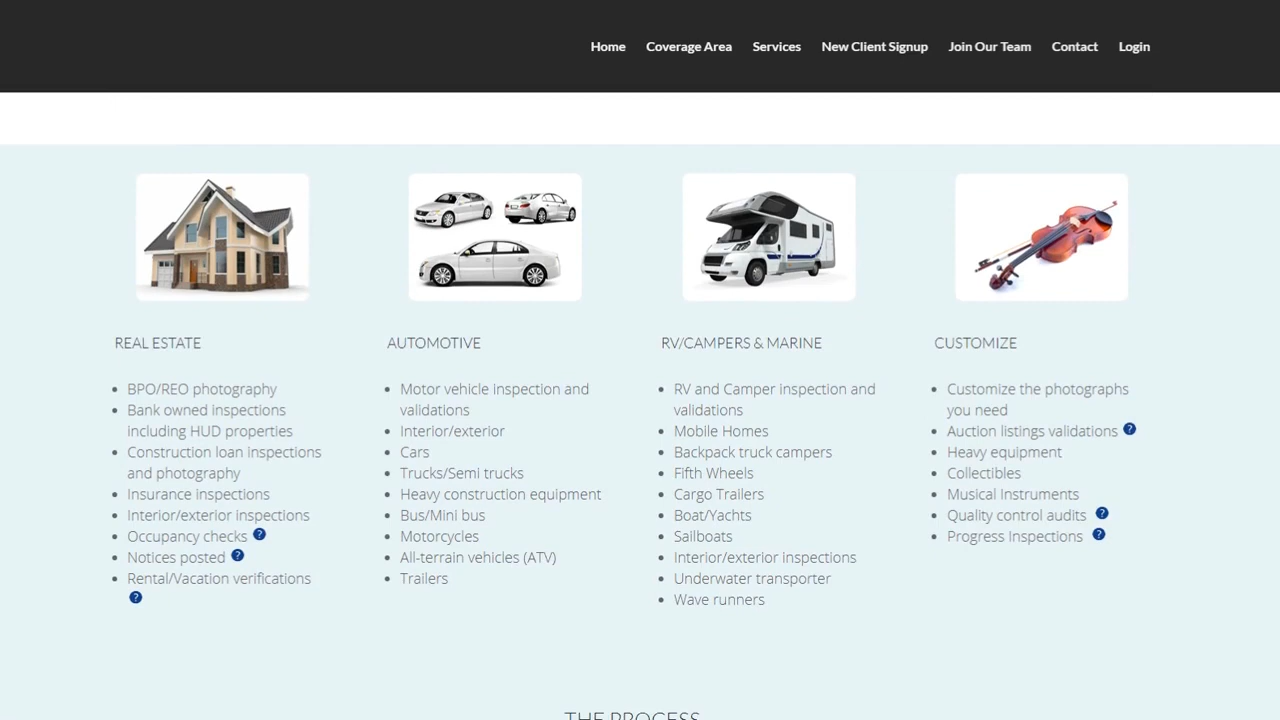 Home Coverage Area Services New Client Signup Join Our Team Contact Login
REAL ESTATE
BPO/REO photography
Bank owned inspections
including HUD properties
Construction loan inspections
and photography
Insurance inspections
Interior/exterior inspections
Occupancy checks ?
Notices posted ?
Rental/Vacation verifications
?
AUTOMOTIVE
Motor vehicle inspection and
validations
Interior/exterior
Cars
Trucks/Semi trucks
Heavy construction equipment
Bus/Mini bus
Motorcycles
All-terrain vehicles (ATV)
Trailers
RV/CAMPERS & MARINE
RV and Camper inspection and
validations
Mobile Homes
Backpack truck campers
Fifth Wheels
Cargo Trailers
Boat/Yachts
Sailboats
Interior/exterior inspections
Underwater transporter
Wave runners
CUSTOMIZE
Customize the photographs
you need
Auction listings validations ?
Heavy equipment
Collectibles
Musical Instruments
Quality control audits ?
Progress Inspections ?
THE PROCESS